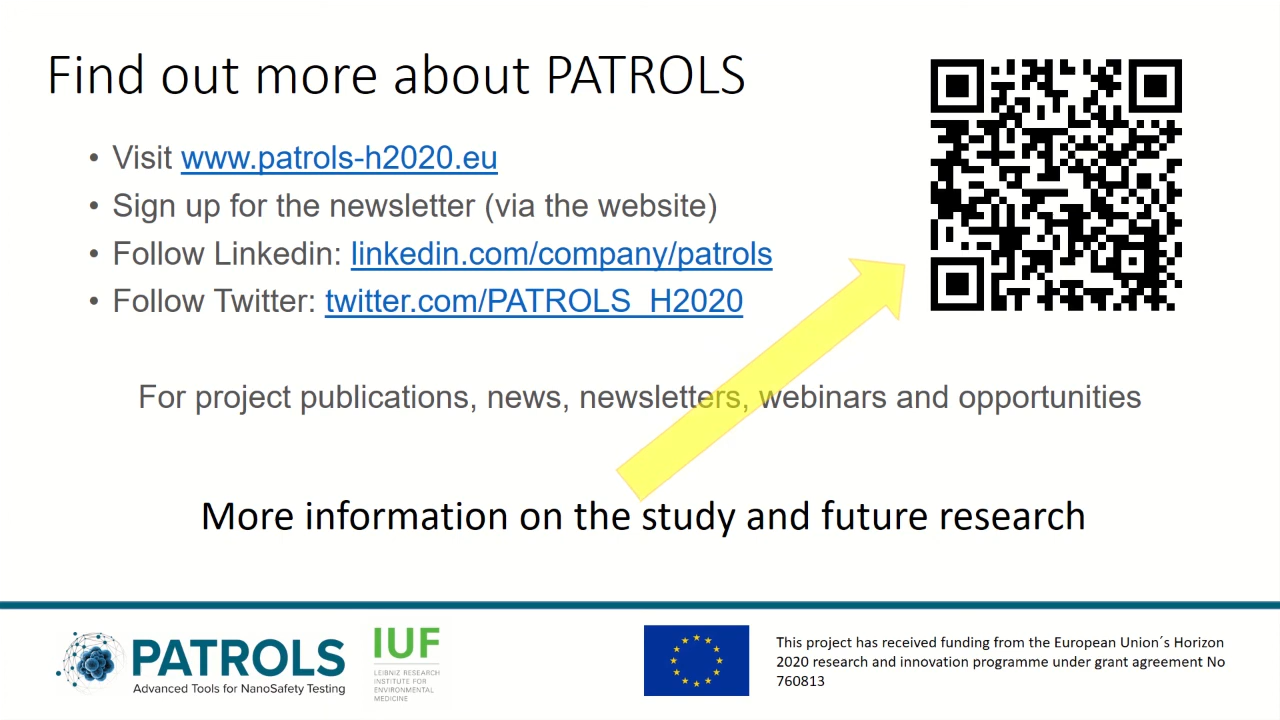 Find out more about PATROLS
• Visit www.patrols-h2020.eu
• Sign up for the newsletter (via the website)
• Follow Linkedin: linkedin.com/company/patrols
• Follow Twitter: twitter.com/PATROLS_H2020
For project publications, news, newsletters, webinars and opportunities
More information on the study and future research
PATROLS
Advanced Tools for NanoSafety Testing
IUF
LEIBNIZ RESEARCH
INSTITUTE FOR
ENVIRONMENTAL
MEDICINE
This project has received funding from the European Union´s Horizon
2020 research and innovation programme under grant agreement No
760813